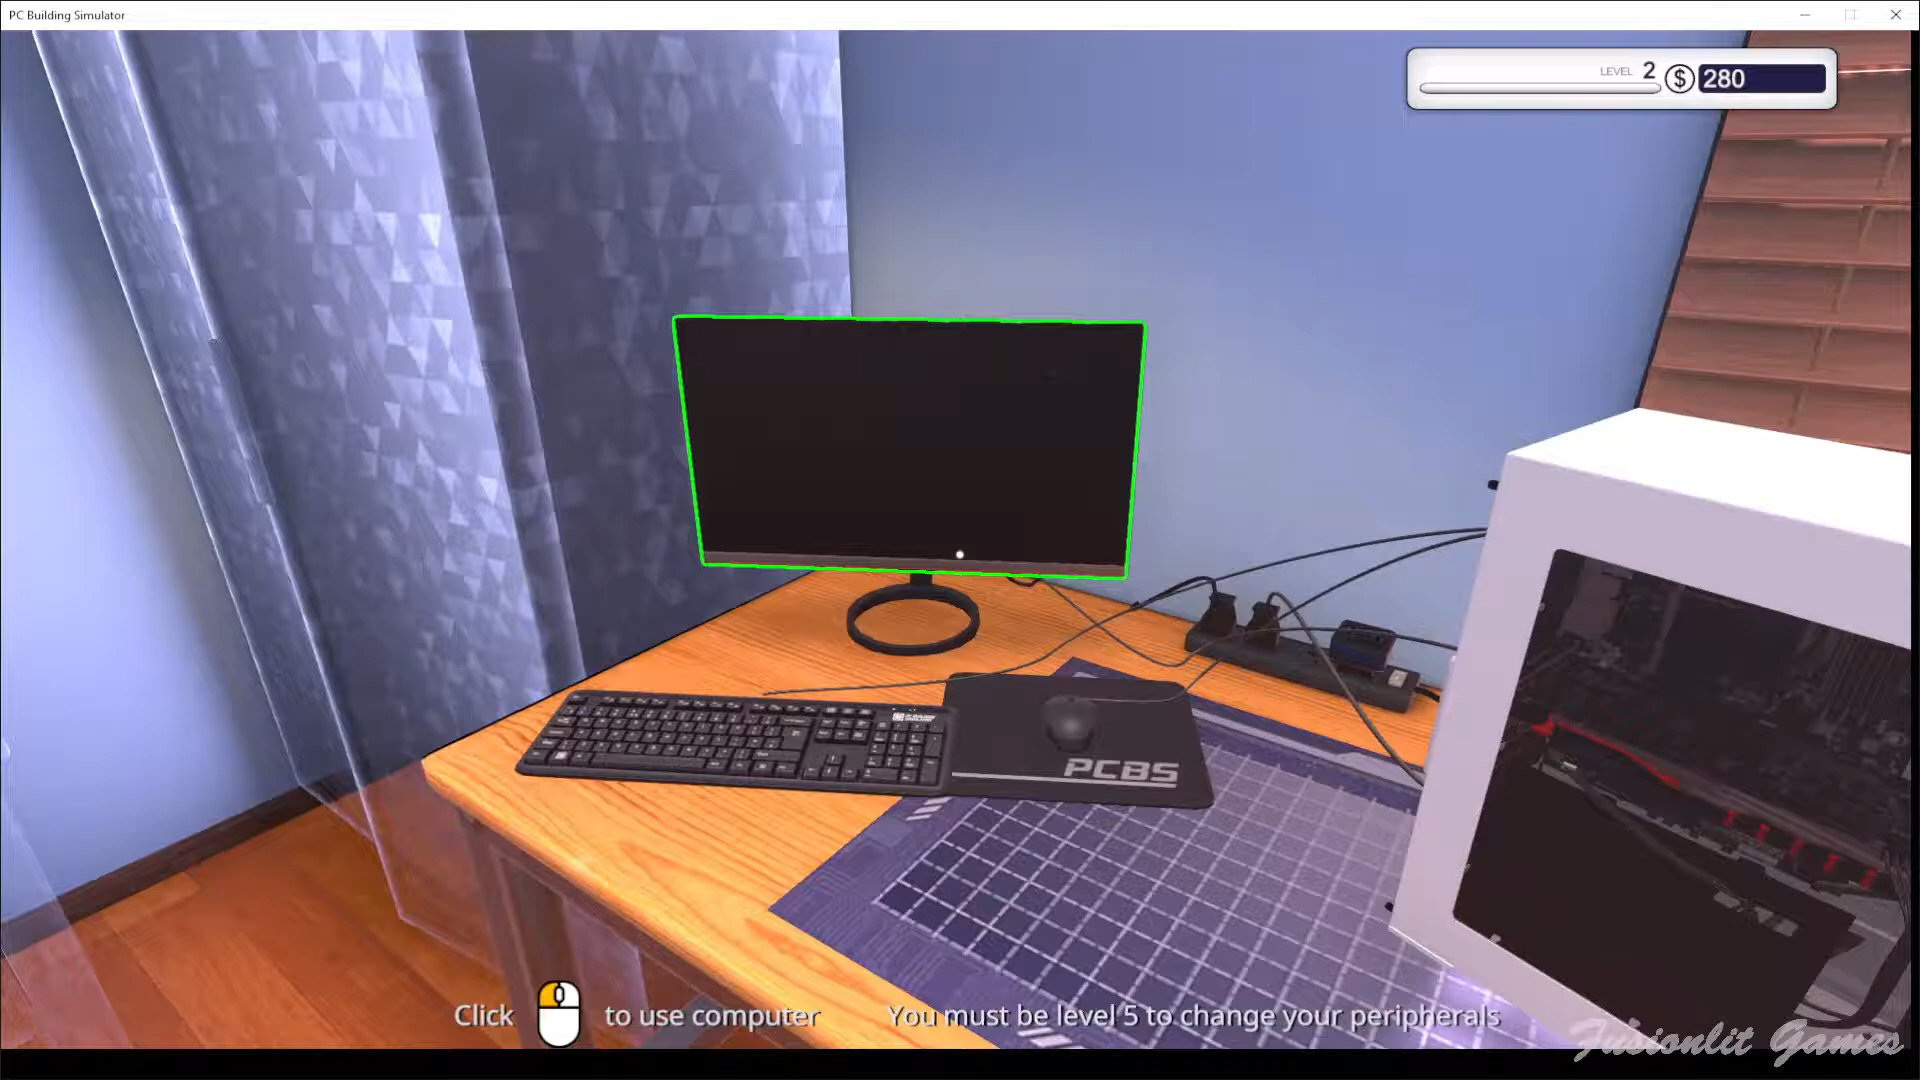 PC Building Simulator
LEVEL 2 $ 280
PCBS
Click to use computer You must be level 5 to change your peripherals
Fusionlit Games